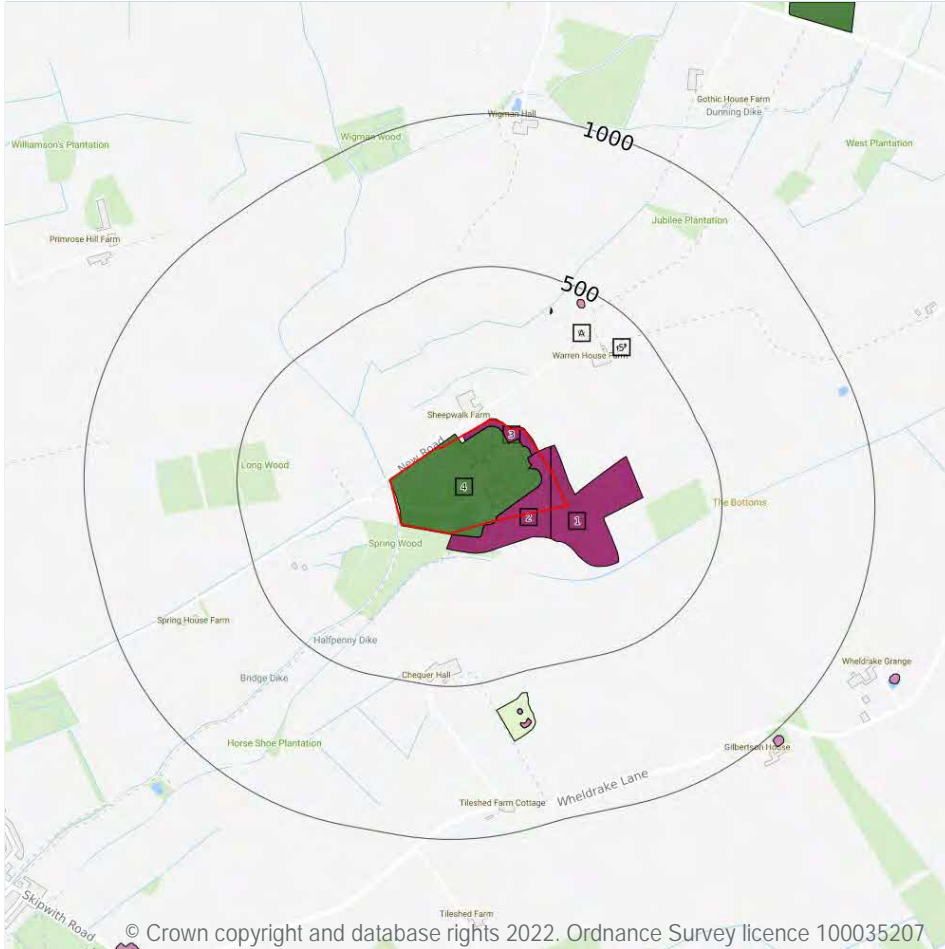 Gothic House Farm
Dunning Dike
Wigman Hall
1000
Williamson's Plantation
Wigman Wood
West Plantation
Jubilee Plantation
Primrose Hill Farm
500
A
Warren House Farm
Sheepwalk Farm
New Road
3
Long Wood
4
The Bottoms
2
1
Spring Wood
Spring House Farm
Halfpenny Dike
Wheldrake Grange
Chequer Hall
Bridge Dike
Horse Shoe Plantation
Gilbertson House
Wheldrake Lane
Tileshed Farm Cottage
Skipwith Road
Tileshed Farm
© Crown copyright and database rights 2022. Ordnance Survey licence 100035207